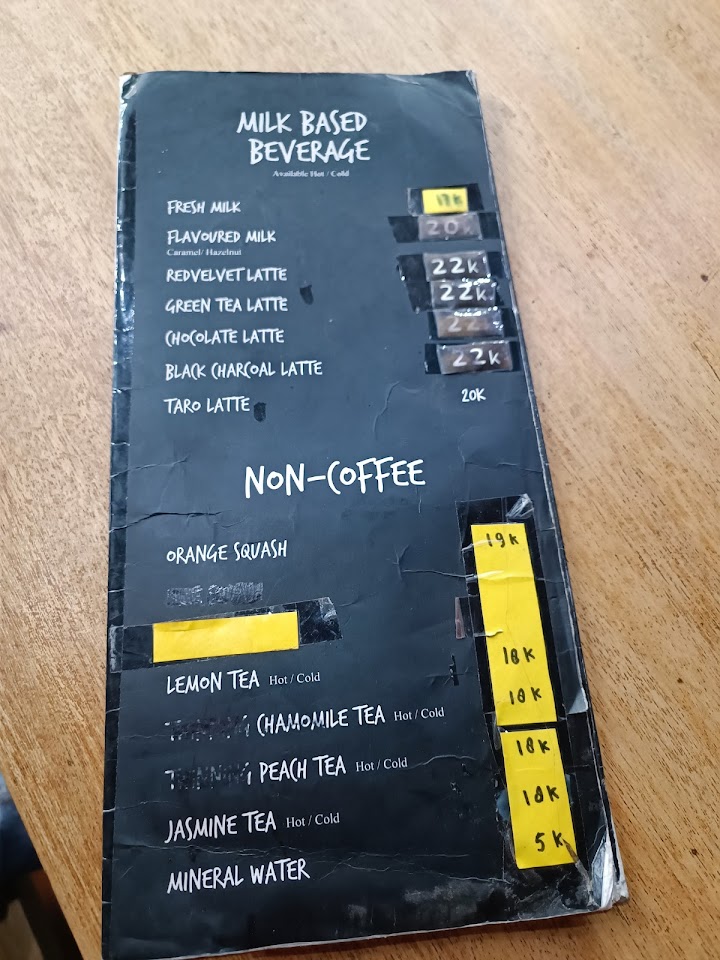 MILK BASED
BEVERAGE
Available Hot / Cold
FRESH MILK
FLAVOURED MILK 20K
Caramel/ Hazelnut
REDVELVET LATTE 22K
GREEN TEA LATTE 22K
CHOCOLATE LATTE 22
BLACK CHARCOAL LATTE 22K
TARO LATTE 20K
NON-COFFEE
ORANGE SQUASH 19K
LEMON TEA Hot / Cold 18K
CHAMOMILE TEA Hot / Cold 18K
PEACH TEA Hot / Cold 18K
JASMINE TEA Hot / Cold 18K
MINERAL WATER 5K